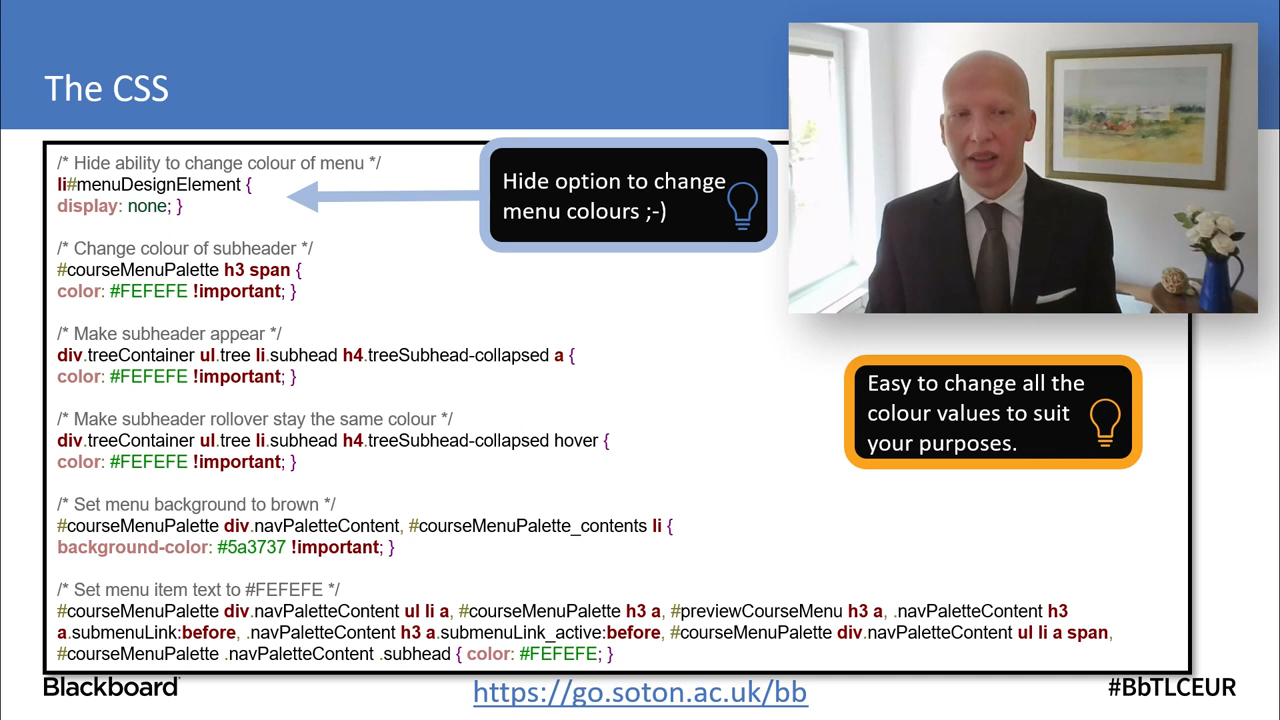 The CSS
/* Hide ability to change colour of menu */
li#menuDesignElement {
display: none; }
Hide option to change
menu colours ;-)
/* Change colour of subheader */
#courseMenuPalette h3 span {
color: #FEFEFE !important; }
/* Make subheader appear */
div.treeContainer ul.tree li.subhead h4.treeSubhead-collapsed a {
color: #FEFEFE !important; }
Easy to change all the
colour values to suit
your purposes.
/* Make subheader rollover stay the same colour */
div.treeContainer ul.tree li.subhead h4.treeSubhead-collapsed hover {
color: #FEFEFE !important; }
/* Set menu background to brown */
#courseMenuPalette div.navPaletteContent, #courseMenuPalette_contents li {
background-color: #5a3737 !important; }
/* Set menu item text to #FEFEFE */
#courseMenuPalette div.navPaletteContent ul li a, #courseMenuPalette h3 a, #previewCourseMenu h3 a, .navPaletteContent h3
a.submenuLink:before, .navPaletteContent h3 a.submenuLink_active:before, #courseMenuPalette div.navPaletteContent ul li a span,
#courseMenuPalette .navPaletteContent .subhead { color: #FEFEFE; }
Blackboard
https://go.soton.ac.uk/bb
#BbTLCEUR